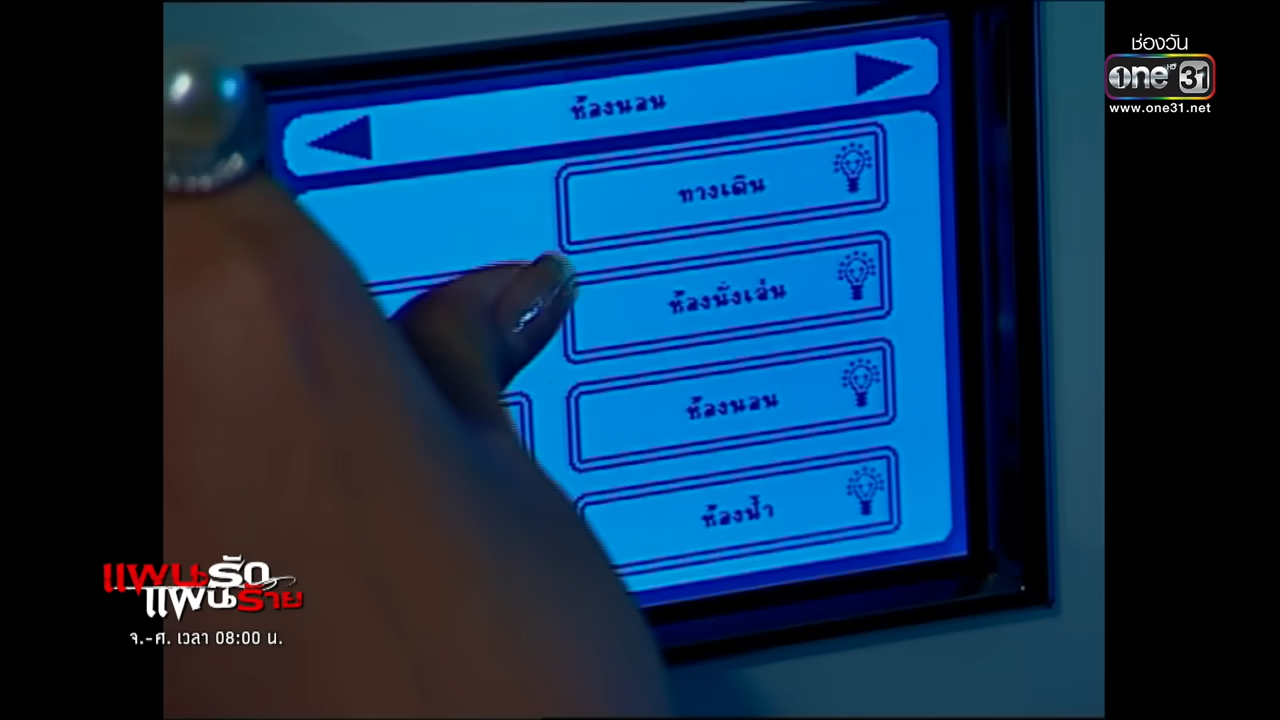 ช่องวัน
one HD 31
www.one31.net
ห้องนอน
ทางเดิน
ห้องนั่งเล่น
ห้องนอน
ห้องน้ำ
แผนรัก
แผนร้าย
จ.-ศ. เวลา 08:00 น.